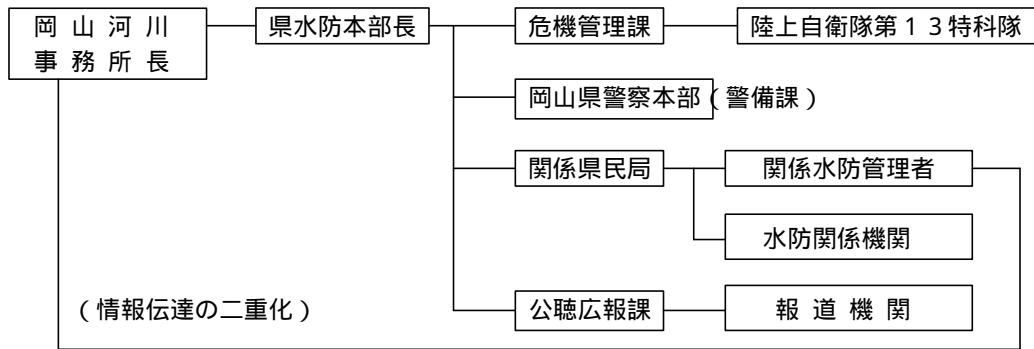 岡山河川
事務所長
県水防本部長
危機管理課
陸上自衛隊第13特科隊
岡山県警察本部(警備課)
関係県民局
関係水防管理者
水防関係機関
(情報伝達の二重化)
公聴広報課
報道機関